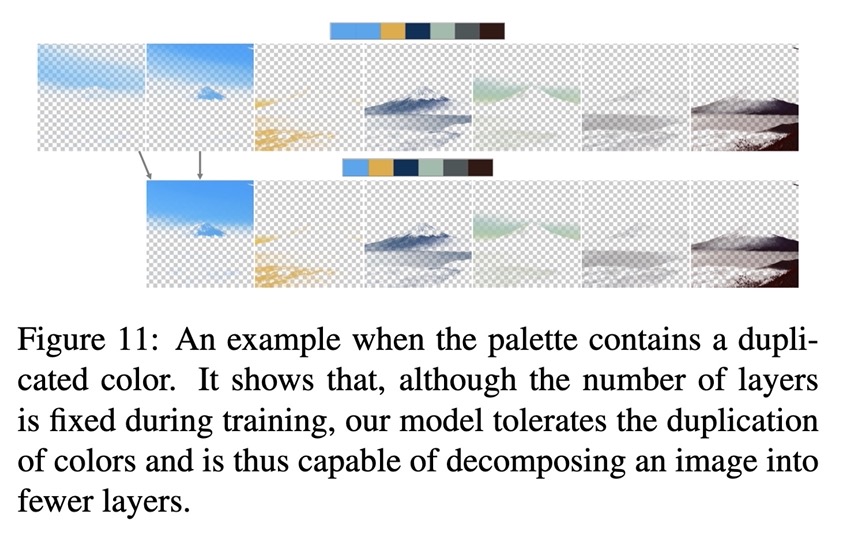 Figure 11: An example when the palette contains a dupli-
cated color. It shows that, although the number of layers
is fixed during training, our model tolerates the duplication
of colors and is thus capable of decomposing an image into
fewer layers.